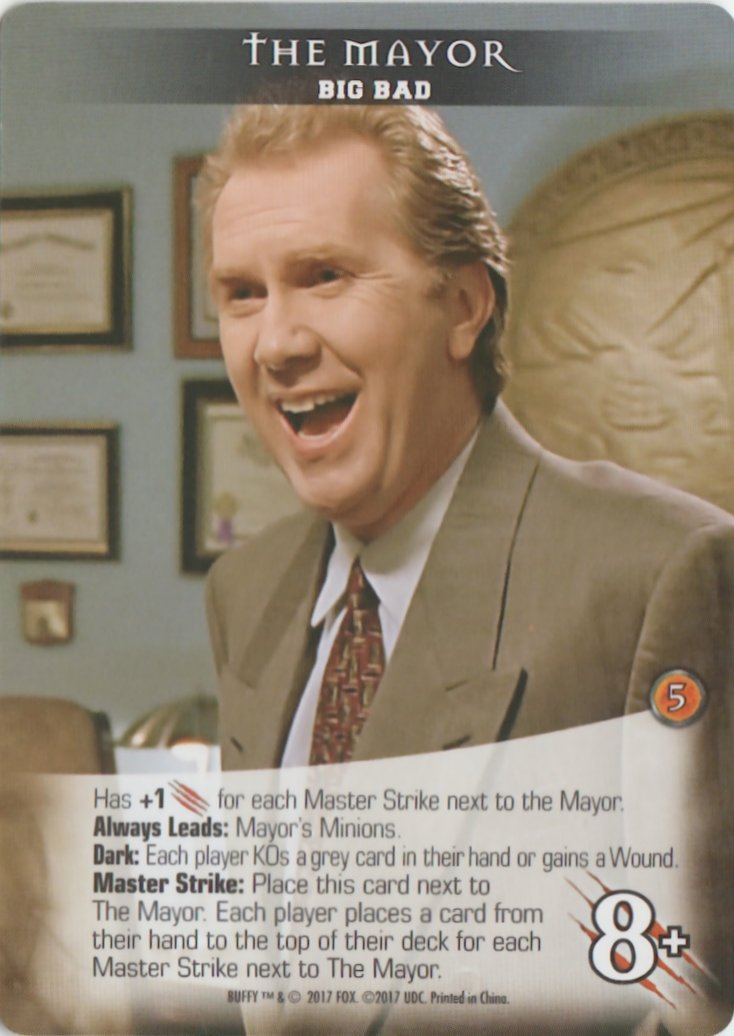 THE MAYOR
BIG BAD
5
Has +1 for each Master Strike next to the Mayor.
Always Leads: Mayor's Minions.
Dark: Each player KOs a grey card in their hand or gains a Wound.
Master Strike: Place this card next to
The Mayor. Each player places a card from
their hand to the top of their deck for each
Master Strike next to The Mayor.
8+
BUFFY ™ & © 2017 FOX. ©2017 UDC. Printed in China.